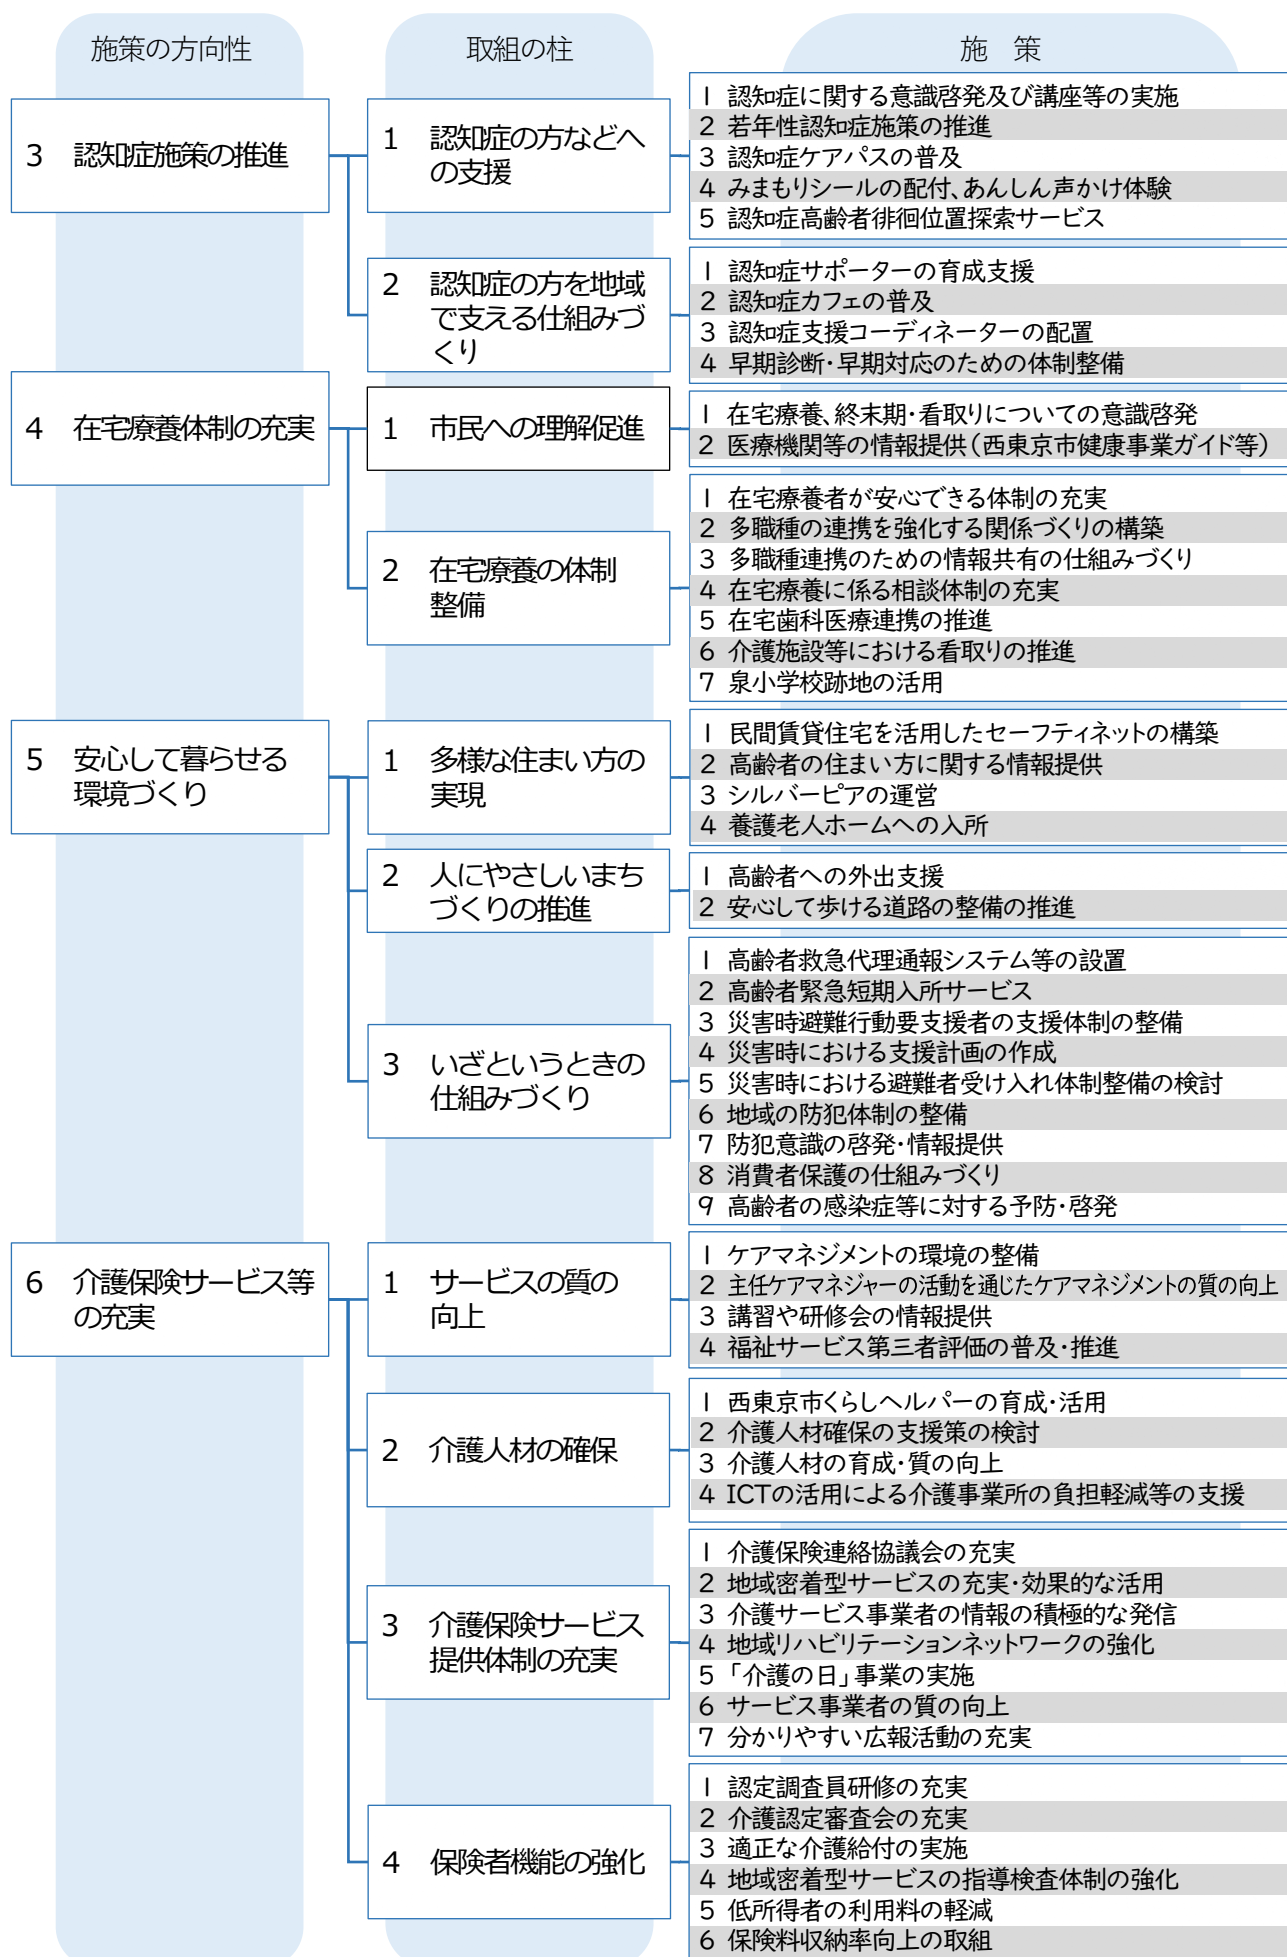 施策の方向性
取組の柱
施 策
3 認知症施策の推進
1 認知症の方などへ
の支援
1 認知症に関する意識啓発及び講座等の実施
2 若年性認知症施策の推進
3 認知症ケアパスの普及
4 みまもりシールの配付、あんしん声かけ体験
5 認知症高齢者徘徊位置探索サービス
2 認知症の方を地域
で支える仕組みづ
くり
1 認知症サポーターの育成支援
2 認知症カフェの普及
3 認知症支援コーディネーターの配置
4 早期診断・早期対応のための体制整備
4 在宅療養体制の充実
1 市民への理解促進
1 在宅療養、終末期・看取りについての意識啓発
2 医療機関等の情報提供(西東京市健康事業ガイド等)
2 在宅療養の体制
整備
1 在宅療養者が安心できる体制の充実
2 多職種の連携を強化する関係づくりの構築
3 多職種連携のための情報共有の仕組みづくり
4 在宅療養に係る相談体制の充実
5 在宅歯科医療連携の推進
6 介護施設等における看取りの推進
7 泉小学校跡地の活用
5 安心して暮らせる
環境づくり
1 多様な住まい方の
実現
1 民間賃貸住宅を活用したセーフティネットの構築
2 高齢者の住まい方に関する情報提供
3 シルバーピアの運営
4 養護老人ホームへの入所
2 人にやさしいまち
づくりの推進
1 高齢者への外出支援
2 安心して歩ける道路の整備の推進
3 いざというときの
仕組みづくり
1 高齢者救急代理通報システム等の設置
2 高齢者緊急短期入所サービス
3 災害時避難行動要支援者の支援体制の整備
4 災害時における支援計画の作成
5 災害時における避難者受け入れ体制整備の検討
6 地域の防犯体制の整備
7 防犯意識の啓発・情報提供
8 消費者保護の仕組みづくり
9 高齢者の感染症等に対する予防・啓発
6 介護保険サービス等
の充実
1 サービスの質の
向上
1 ケアマネジメントの環境の整備
2 主任ケアマネジャーの活動を通じたケアマネジメントの質の向上
3 講習や研修会の情報提供
4 福祉サービス第三者評価の普及・推進
2 介護人材の確保
1 西東京市くらしヘルパーの育成・活用
2 介護人材確保の支援策の検討
3 介護人材の育成・質の向上
4 ICTの活用による介護事業所の負担軽減等の支援
3 介護保険サービス
提供体制の充実
1 介護保険連絡協議会の充実
2 地域密着型サービスの充実・効果的な活用
3 介護サービス事業者の情報の積極的な発信
4 地域リハビリテーションネットワークの強化
5 「介護の日」事業の実施
6 サービス事業者の質の向上
7 分かりやすい広報活動の充実
4 保険者機能の強化
1 認定調査員研修の充実
2 介護認定審査会の充実
3 適正な介護給付の実施
4 地域密着型サービスの指導検査体制の強化
5 低所得者の利用料の軽減
6 保険料収納率向上の取組